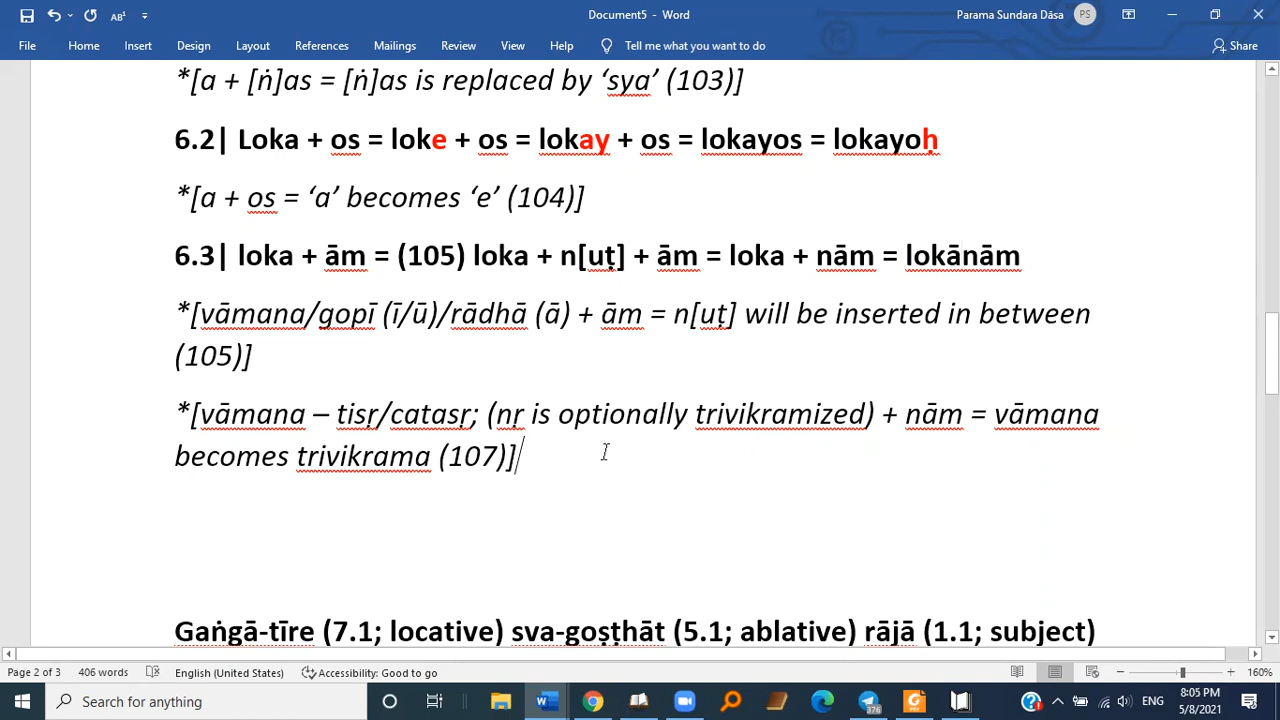 Document5 - Word
Parama Sundara Dāsa PS
File Home Insert Design Layout References Mailings Review View Help Tell me what you want to do Share
*[a + [ṅ]as = [ṅ]as is replaced by ‘sya’ (103)]
6.2| Loka + os = loke + os = lokay + os = lokayos = lokayoḥ
*[a + os = ‘a’ becomes ‘e’ (104)]
6.3| loka + ām = (105) loka + n[uṭ] + ām = loka + nām = lokānām
*[vāmana/gopī (ī/ū)/rādhā (ā) + ām = n[uṭ] will be inserted in between
(105)]
*[vāmana – tisṛ/catasṛ; (nṛ is optionally trivikramized) + nām = vāmana
becomes trivikrama (107)]
Gaṅgā-tīre (7.1; locative) sva-goṣṭhāt (5.1; ablative) rājā (1.1; subject)
Page 2 of 3 406 words English (United States) Accessibility: Good to go 160%
Search for anything 376 ENG 8:05 PM
5/8/2021